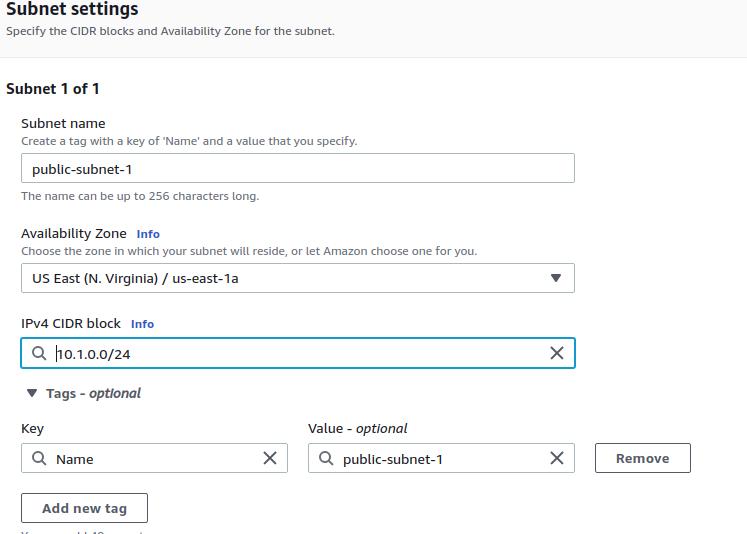 Subnet settings
Specify the CIDR blocks and Availability Zone for the subnet.
Subnet 1 of 1
Subnet name
Create a tag with a key of 'Name' and a value that you specify.
public-subnet-1
The name can be up to 256 characters long.
Availability Zone Info
Choose the zone in which your subnet will reside, or let Amazon choose one for you.
US East (N. Virginia) / us-east-1a
IPv4 CIDR block Info
10.1.0.0/24
Tags - optional
Key Value - optional
Name public-subnet-1 Remove
Add new tag